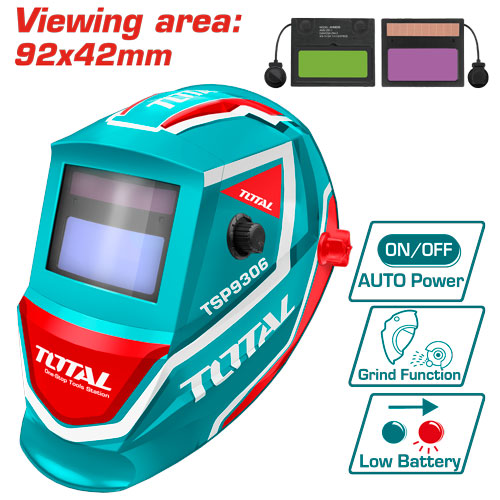 Viewing area:
92x42mm
TOTAL
TOTAL
TSP9306
TOTAL
TOTAL
One-Stop Tools Station
ON/OFF
AUTO Power
Grind Function
Low Battery